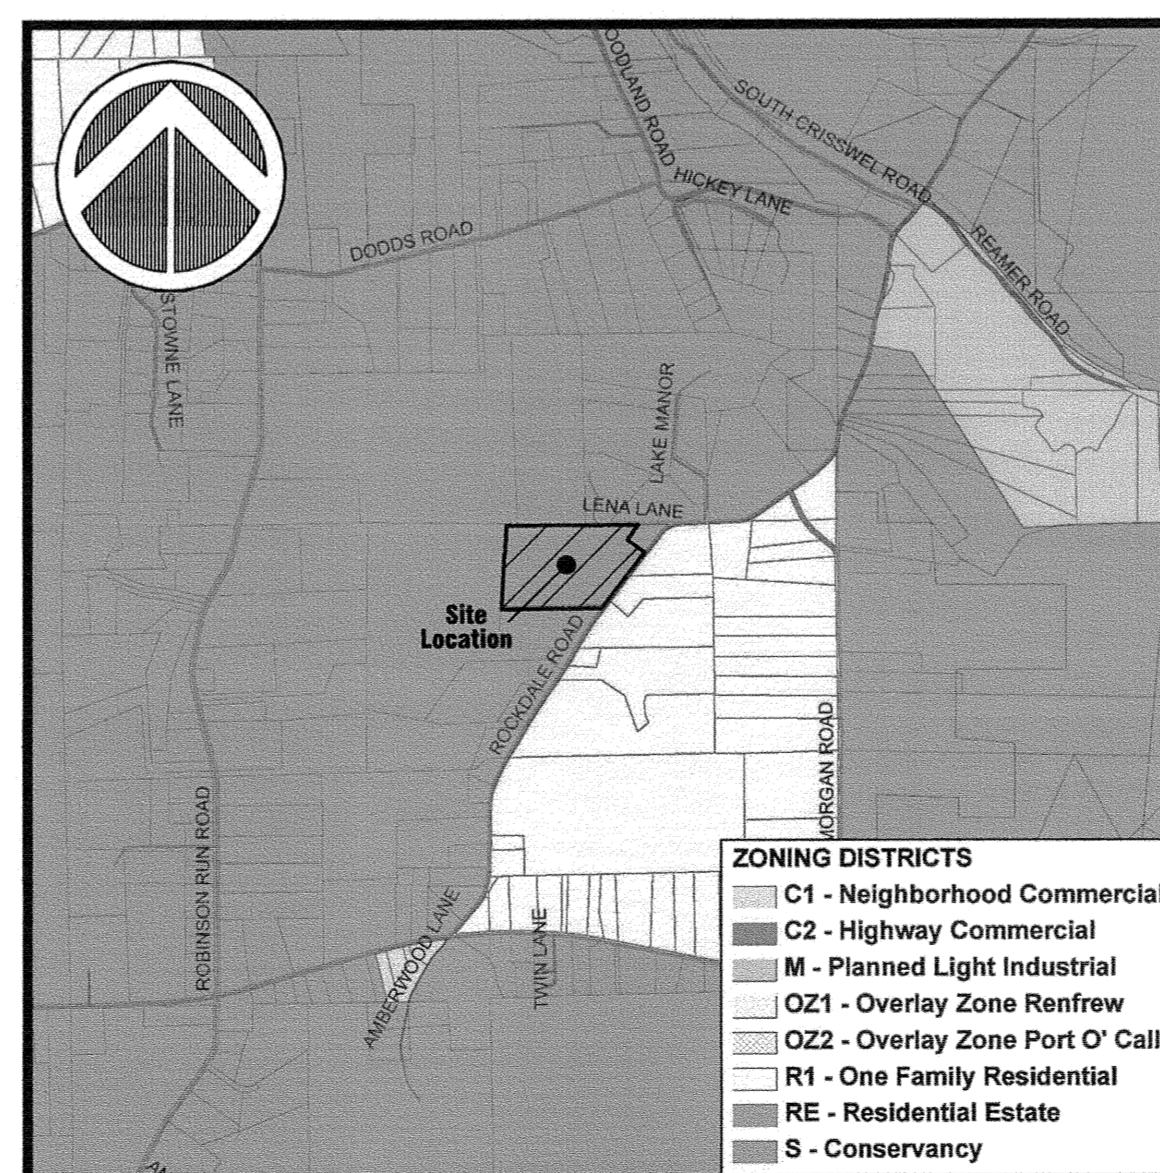 OODLAND ROAD
SOUTH CRISSWEL ROAD
HICKEY LANE
DODDS ROAD
REAMER ROAD
STOWNE LANE
LAKE MANOR
LENA LANE
Site
Location
ROCKDALE ROAD
MORGAN ROAD
ROBINSON RUN ROAD
AMBERWOOD LANE
TWIN LANE
ZONING DISTRICTS
C1 - Neighborhood Commercial
C2 - Highway Commercial
M - Planned Light Industrial
OZ1 - Overlay Zone Renfrew
OZ2 - Overlay Zone Port O' Call
R1 - One Family Residential
RE - Residential Estate
S - Conservancy